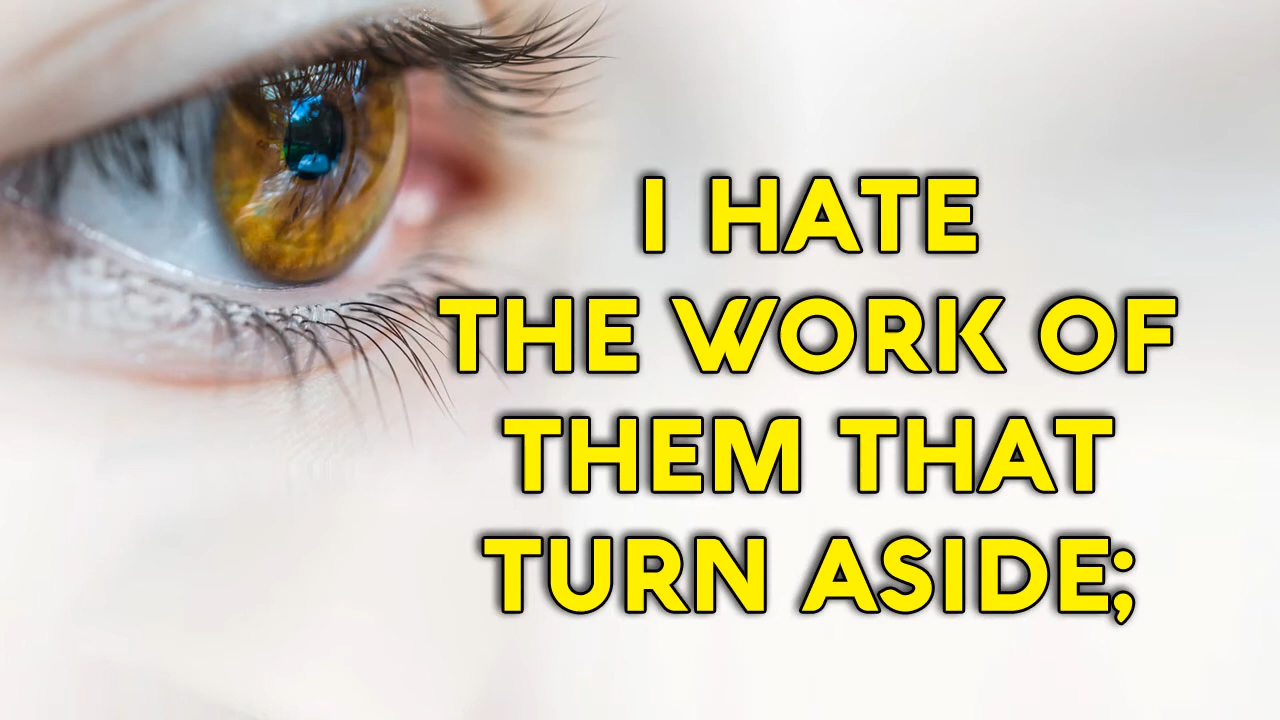 I HATE
THE WORK OF
THEM THAT
TURN ASIDE;